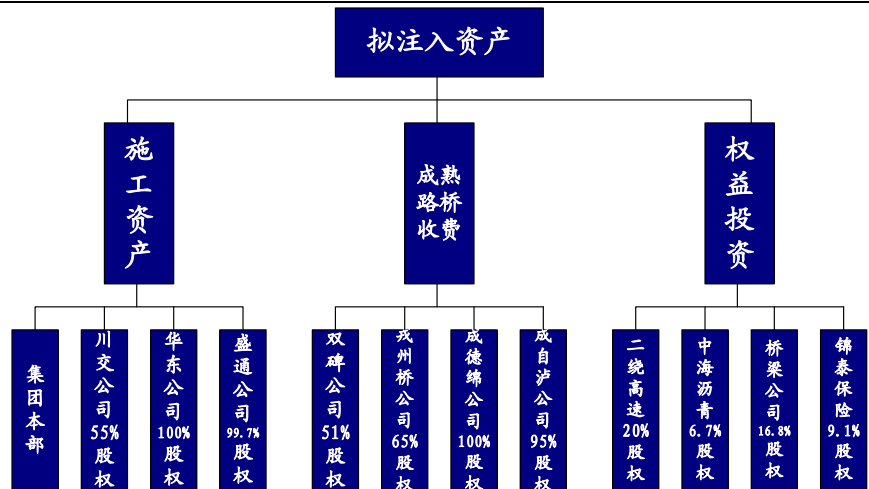 拟注入资产
施工资产
成熟
路桥
收费
权益投资
集团本部
川交公司55%股权
华东公司100%股权
盛通公司99.7%股权
双碑公司51%股权
戎州桥公司65%股权
成德绵公司100%股权
成自泸公司95%股权
二绕高速20%股权
中海沥青6.7%股权
桥梁公司16.8%股权
锦泰保险9.1%股权